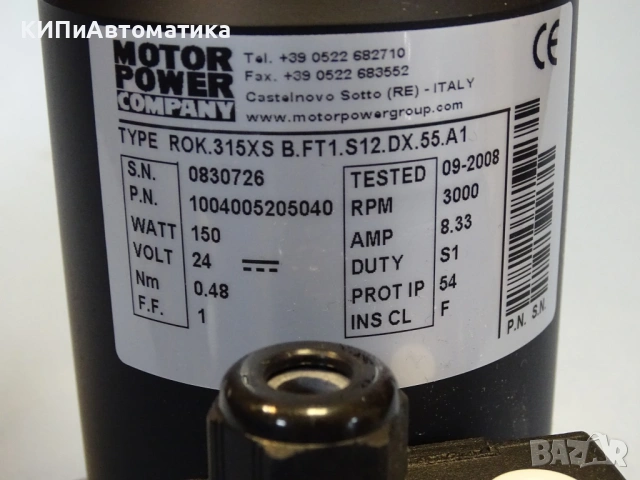 КИПиАвтоматика
MOTOR
POWER
COMPANY
Tel. +39 0522 682710
Fax. +39 0522 683552
Castelnovo Sotto (RE) - ITALY
www.motorpowergroup.com
CE
TYPE ROK.315XS B.FT1.S12.DX.55.A1
S.N. 0830726 TESTED 09-2008
P.N. 1004005205040 RPM 3000
WATT 150 AMP 8.33
VOLT 24 DUTY S1
Nm 0.48 PROT IP 54
F.F. 1 INS CL F
P.N. S.N.
bazar